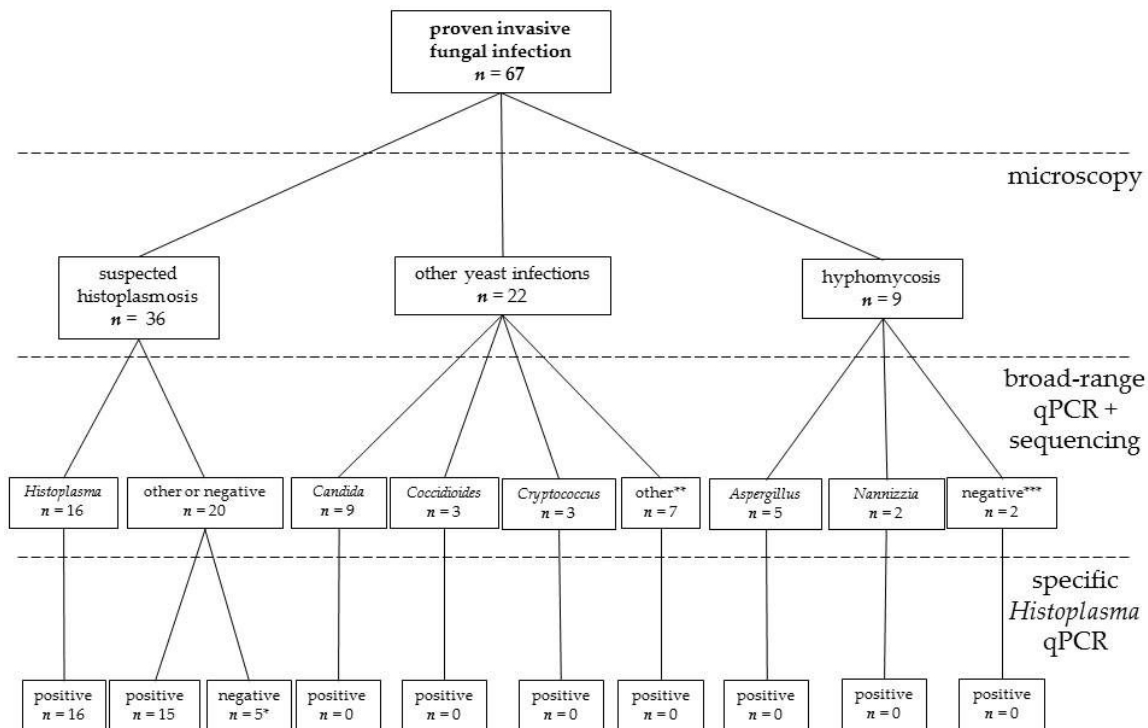 proven invasive
fungal infection
n = 67
microscopy
suspected
histoplasmosis
n = 36
other yeast infections
n = 22
hyphomycosis
n = 9
broad-range
qPCR +
sequencing
Histoplasma
n = 16
other or negative
n = 20
Candida
n = 9
Coccidioides
n = 3
Cryptococcus
n = 3
other**
n = 7
Aspergillus
n = 5
Nannizzia
n = 2
negative***
n = 2
specific
Histoplasma
qPCR
positive
n = 16
positive
n = 15
negative
n = 5*
positive
n = 0
positive
n = 0
positive
n = 0
positive
n = 0
positive
n = 0
positive
n = 0
positive
n = 0